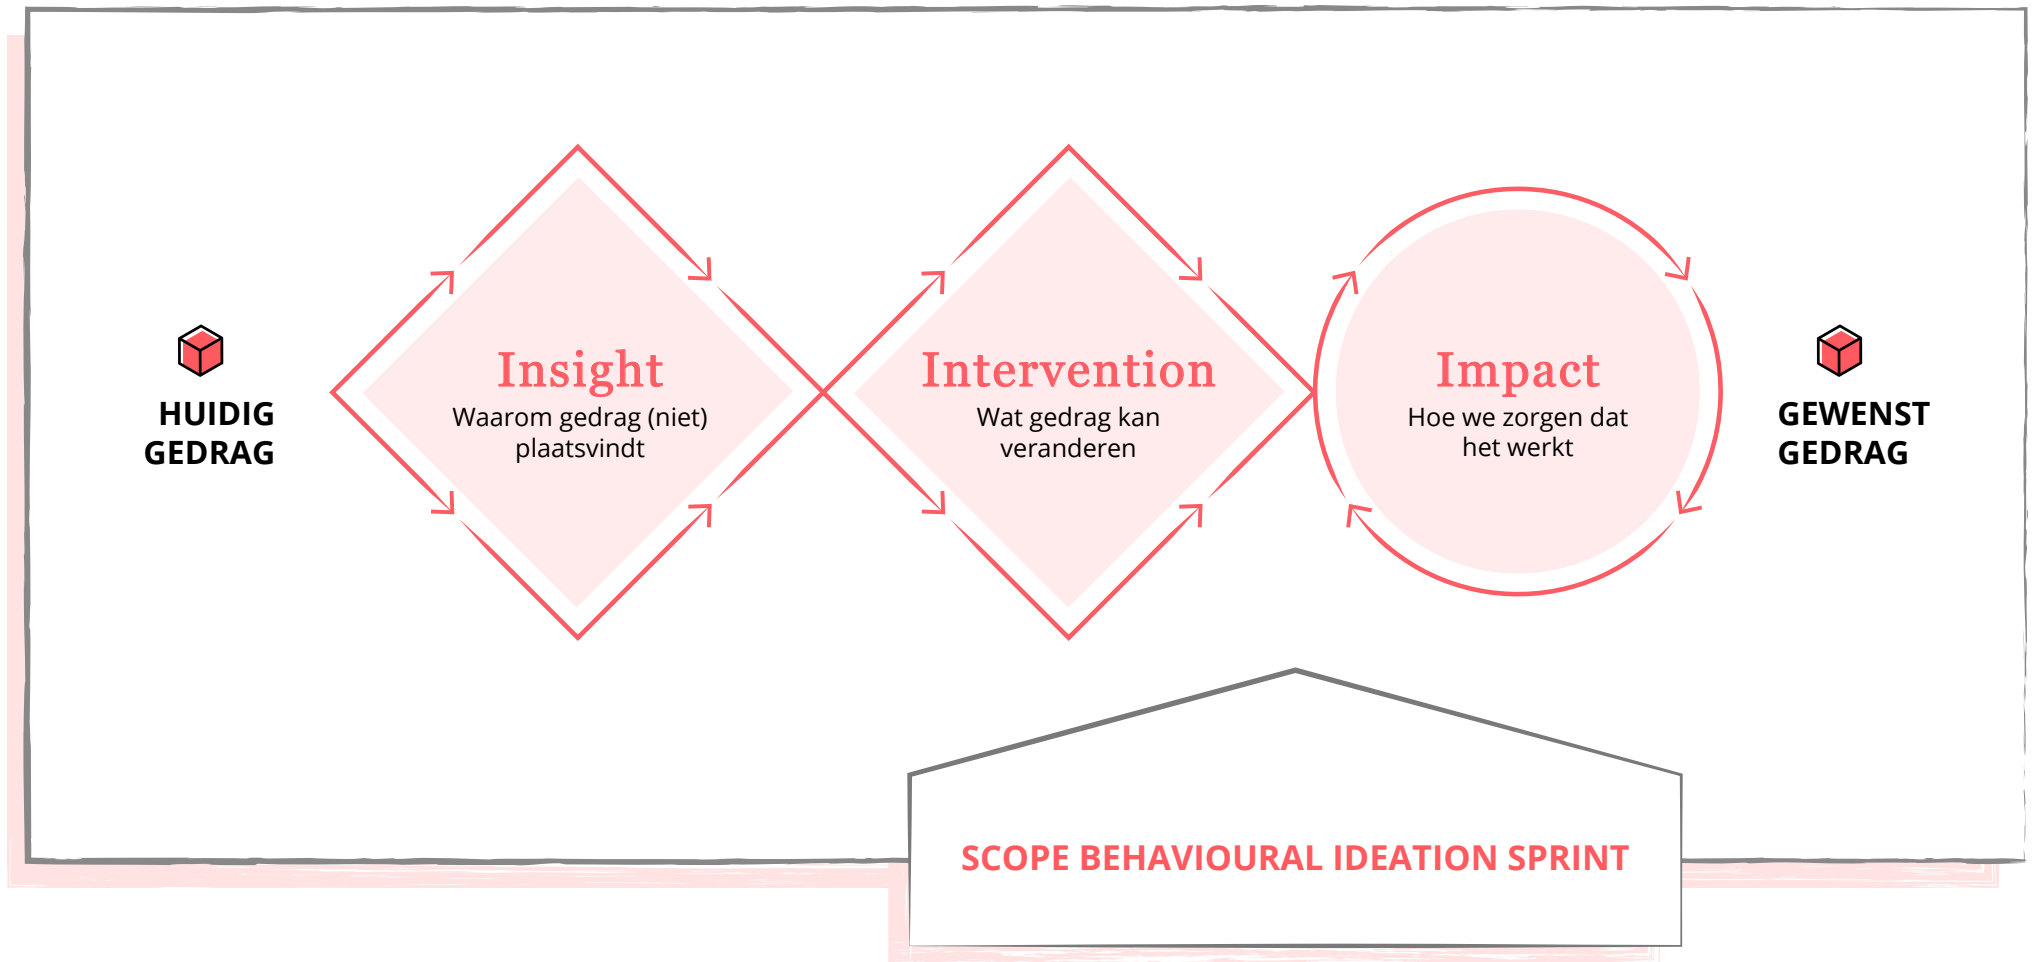 HUIDIG
GEDRAG
Insight
Waarom gedrag (niet)
plaatsvindt
Intervention
Wat gedrag kan
veranderen
Impact
Hoe we zorgen dat
het werkt
GEWENST
GEDRAG
SCOPE BEHAVIOURAL IDEATION SPRINT